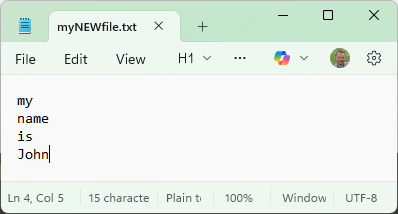 myNEWfile.txt
File Edit View H1
my
name
is
John
Ln 4, Col 5 15 characte Plain t 100% Window UTF-8